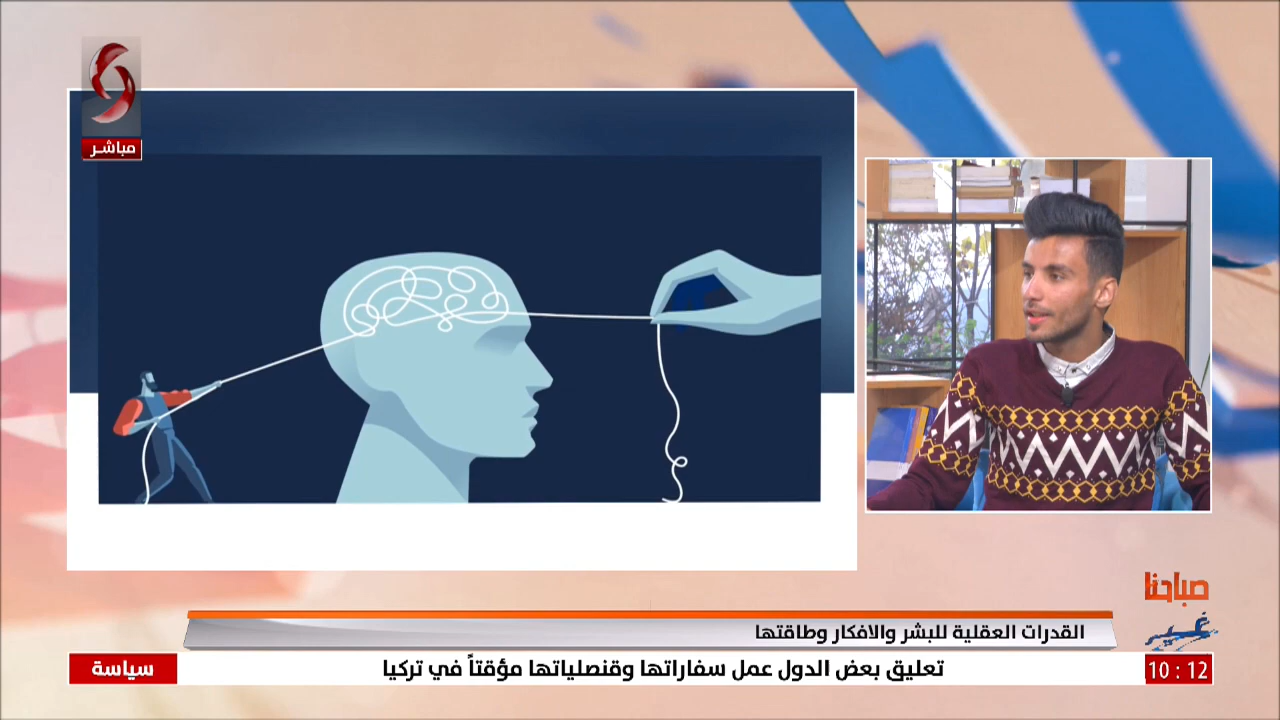 مباشر
صباحنا
غير
القدرات العقلية للبشر والافكار وطاقتها
تعليق بعض الدول عمل سفاراتها وقنصلياتها مؤقتاً في تركيا
سياسة
10 : 12